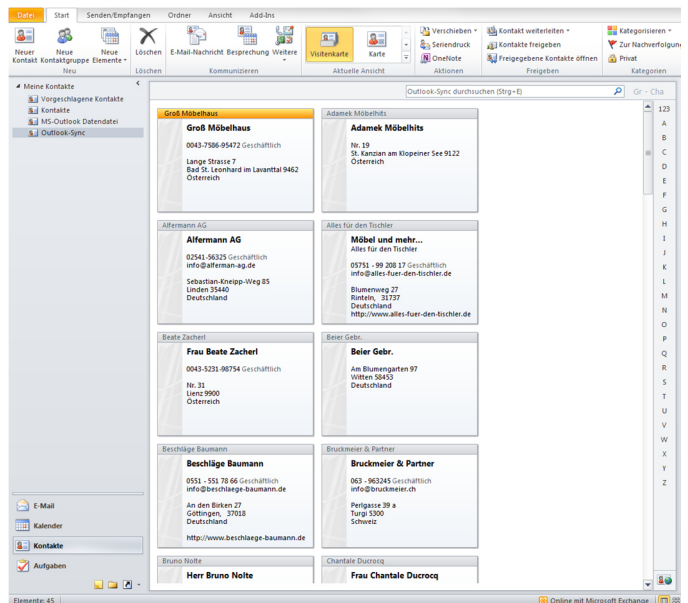 Datei Start Senden/Empfangen Ordner Ansicht Add-Ins
Neuer Kontakt
Neue Kontaktgruppe
Neue Elemente
Neu
Löschen
Löschen
E-Mail-Nachricht Besprechung Weitere
Kommunizieren
Visitenkarte Karte
Aktuelle Ansicht
Verschieben
Seriendruck
OneNote
Aktionen
Kontakt weiterleiten
Kontakte freigeben
Freigegebene Kontakte öffnen
Freigeben
Kategorisieren
Zur Nachverfolgung
Privat
Kategorien
Meine Kontakte
Vorgeschlagene Kontakte
Kontakte
MS-Outlook Datendatei
Outlook-Sync
Outlook-Sync durchsuchen (Strg+E)
Gr - Cha
Groß Möbelhaus
Groß Möbelhaus
0043-7586-95472 Geschäftlich
Lange Strasse 7
Bad St. Leonhard im Lavanttal 9462
Österreich
Adamek Möbelhits
Adamek Möbelhits
Nr. 19
St. Kanzian am Klopeiner See 9122
Österreich
Alfermann AG
Alfermann AG
02541-56325 Geschäftlich
info@alferman-ag.de
Sebastian-Kneipp-Weg 85
Linden 35440
Deutschland
Alles für den Tischler
Möbel und mehr...
Alles für den Tischler
05751 - 99 208 17 Geschäftlich
info@alles-fuer-den-tischler.de
Blumenweg 27
Rinteln, 31737
Deutschland
http://www.alles-fuer-den-tischler.de
Beate Zacherl
Frau Beate Zacherl
0043-5231-98754 Geschäftlich
Nr. 31
Lienz 9900
Österreich
Beier Gebr.
Beier Gebr.
Am Blumengarten 97
Witten 58453
Deutschland
Beschläge Baumann
Beschläge Baumann
0551 - 551 78 66 Geschäftlich
info@beschlaege-baumann.de
An den Birken 27
Göttingen, 37018
Deutschland
http://www.beschlaege-baumann.de
Bruckmeier & Partner
Bruckmeier & Partner
063 - 963245 Geschäftlich
info@bruckmeier.ch
Perlgasse 39 a
Turgi 5300
Schweiz
Bruno Nolte
Herr Bruno Nolte
Chantale Ducrocq
Frau Chantale Ducrocq
123
A
B
C
D
E
F
G
H
I
J
K
L
M
N
O
P
Q
R
S
T
U
V
W
X
Y
Z
E-Mail
Kalender
Kontakte
Aufgaben
Elemente: 45
Online mit Microsoft Exchange